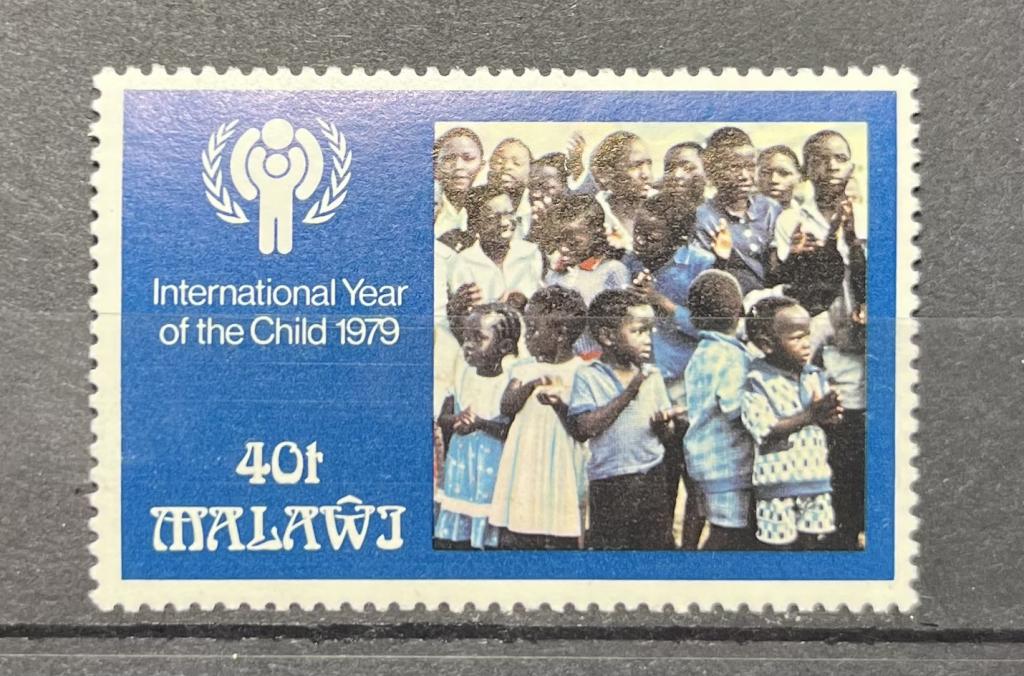 International Year
of the Child 1979
40t
MALAŴI